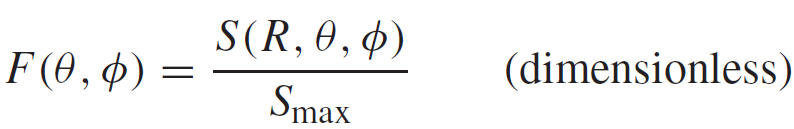 F(θ, ϕ) = S(R, θ, ϕ) / S_max (dimensionless)